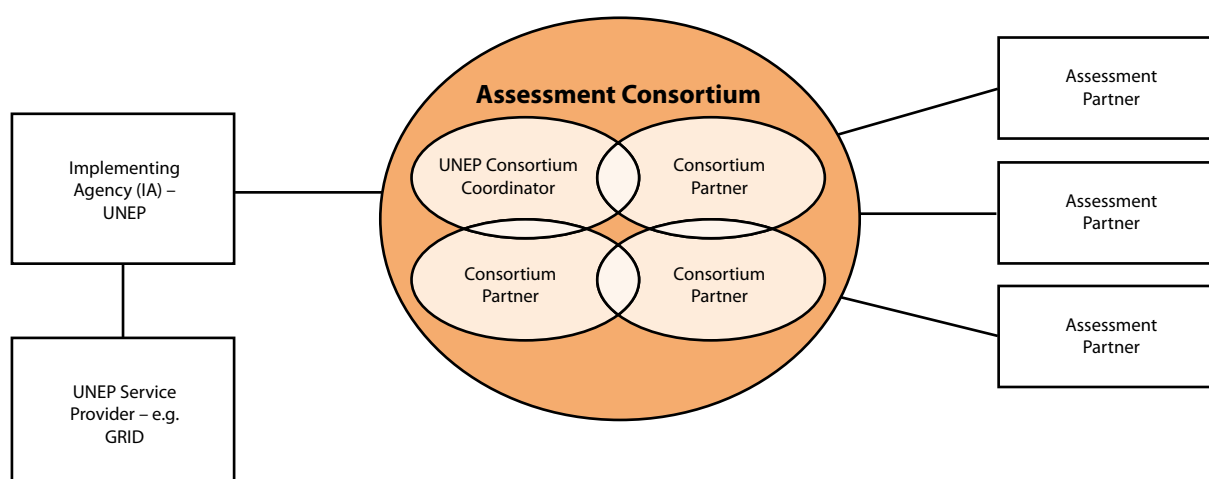 Implementing
Agency (IA) –
UNEP
UNEP Service
Provider – e.g.
GRID
Assessment Consortium
UNEP Consortium
Coordinator
Consortium
Partner
Consortium
Partner
Consortium
Partner
Assessment
Partner
Assessment
Partner
Assessment
Partner